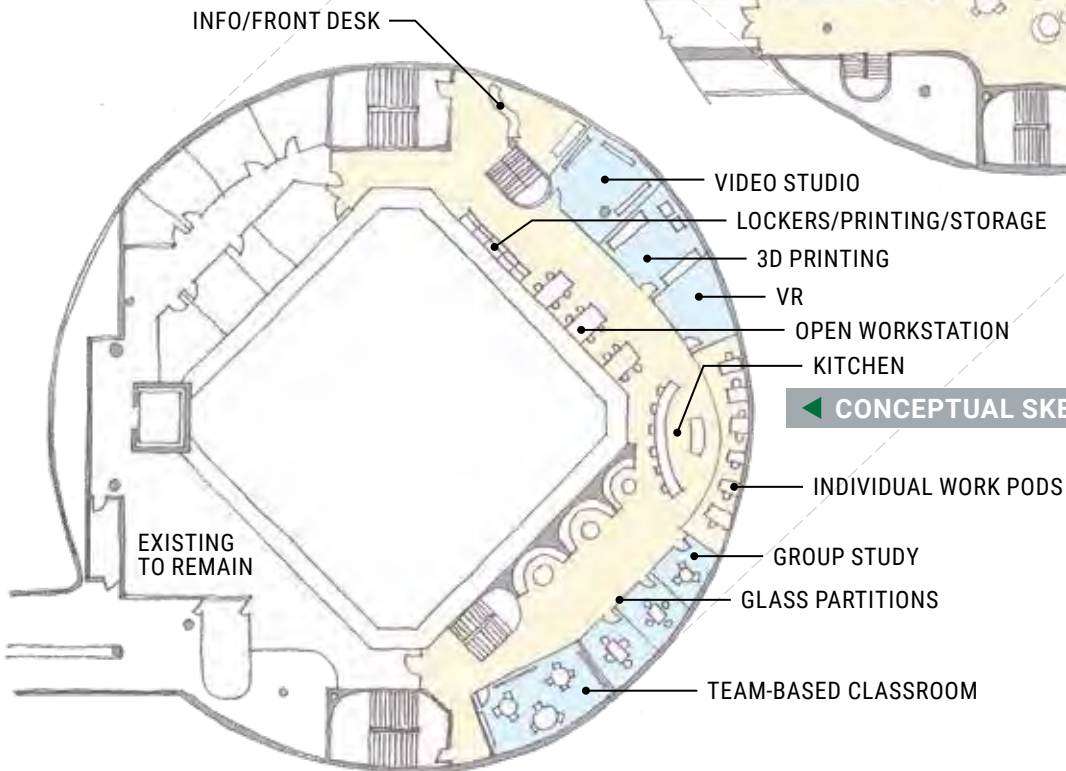 INFO/FRONT DESK
VIDEO STUDIO
LOCKERS/PRINTING/STORAGE
3D PRINTING
VR
OPEN WORKSTATION
KITCHEN
CONCEPTUAL
INDIVIDUAL WORK PODS
EXISTING
TO REMAIN
GROUP STUDY
GLASS PARTITIONS
TEAM-BASED CLASSROOM